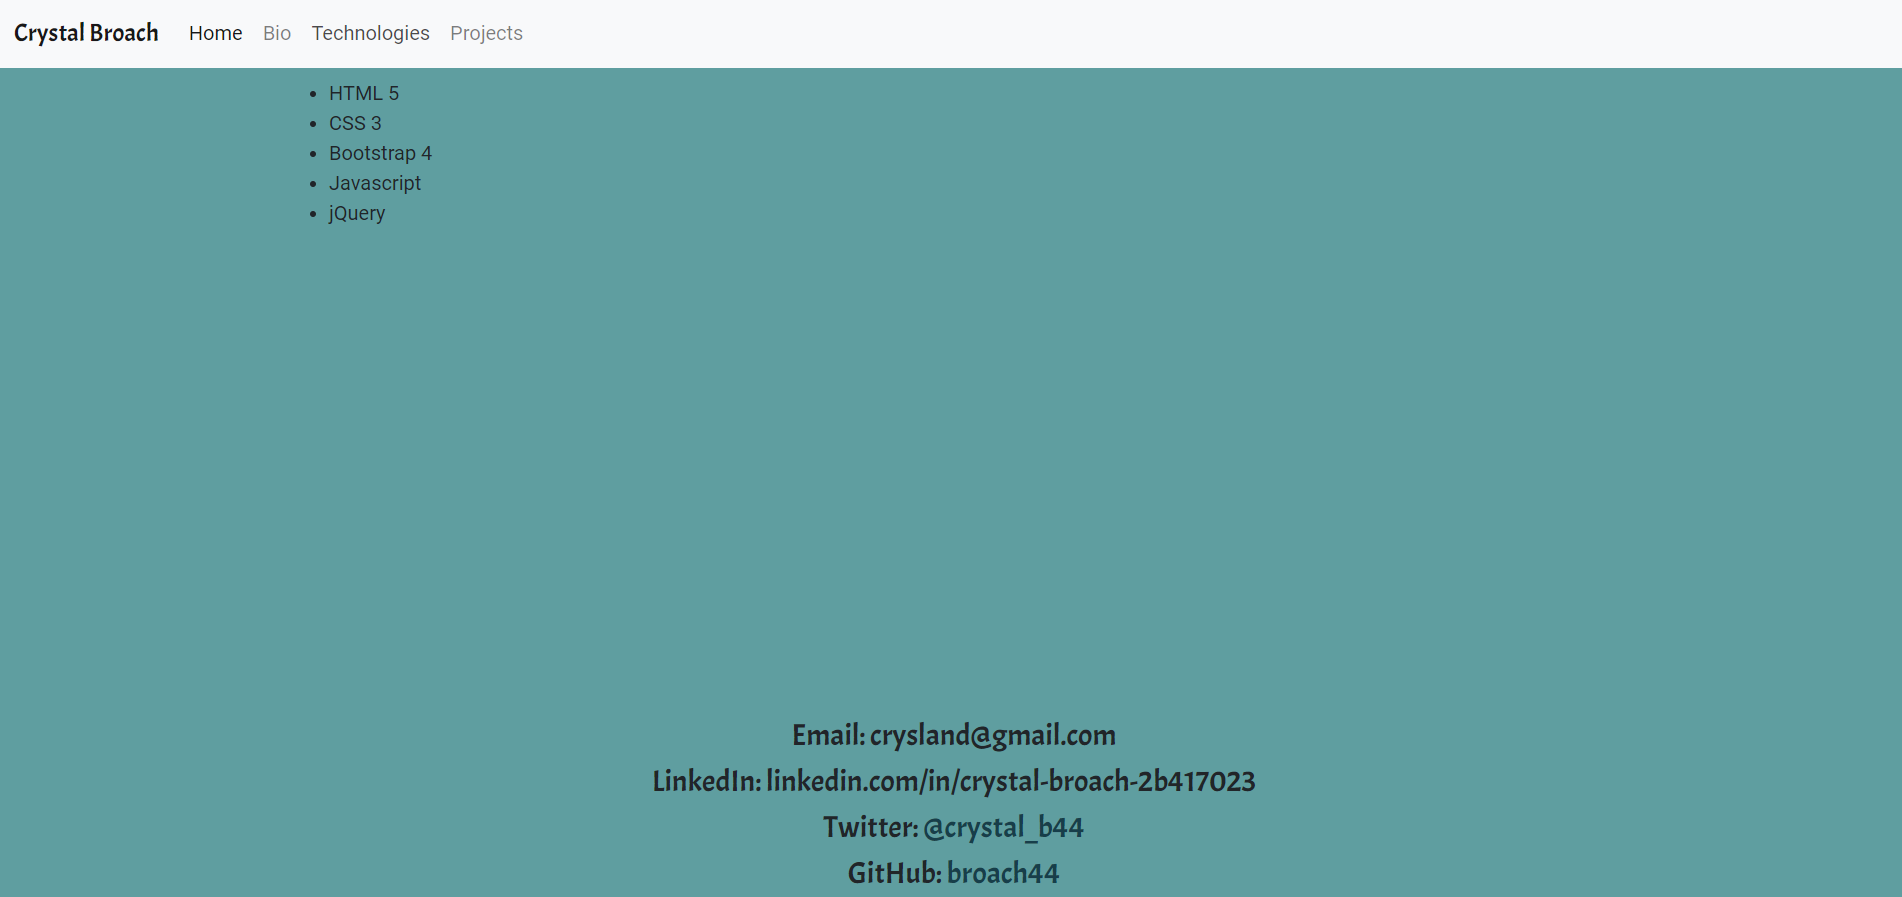 Crystal Broach Home Bio Technologies Projects
HTML 5
CSS 3
Bootstrap 4
Javascript
jQuery
Email: crysland@gmail.com
LinkedIn: linkedin.com/in/crystal-broach-2b417023
Twitter: @crystal_b44
GitHub: broach44